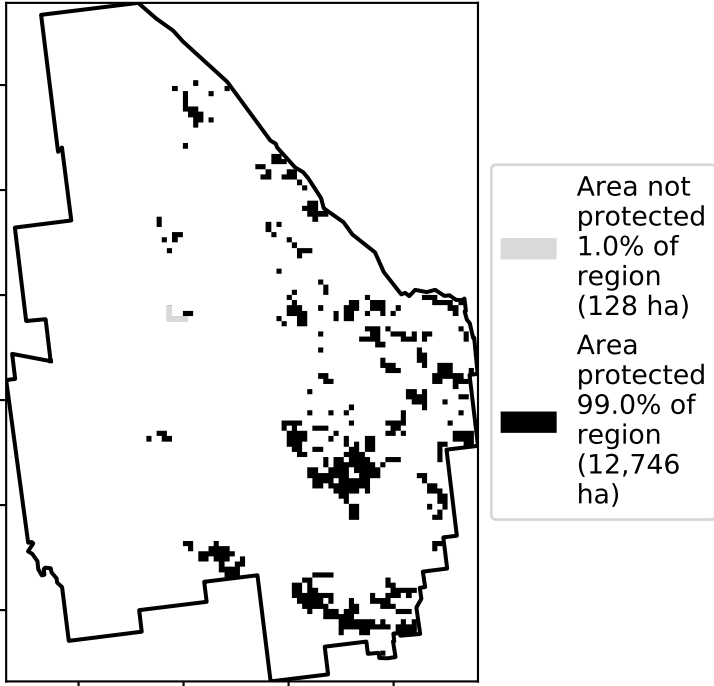 Area not
protected
1.0% of
region
(128 ha)
Area
protected
99.0% of
region
(12,746
ha)